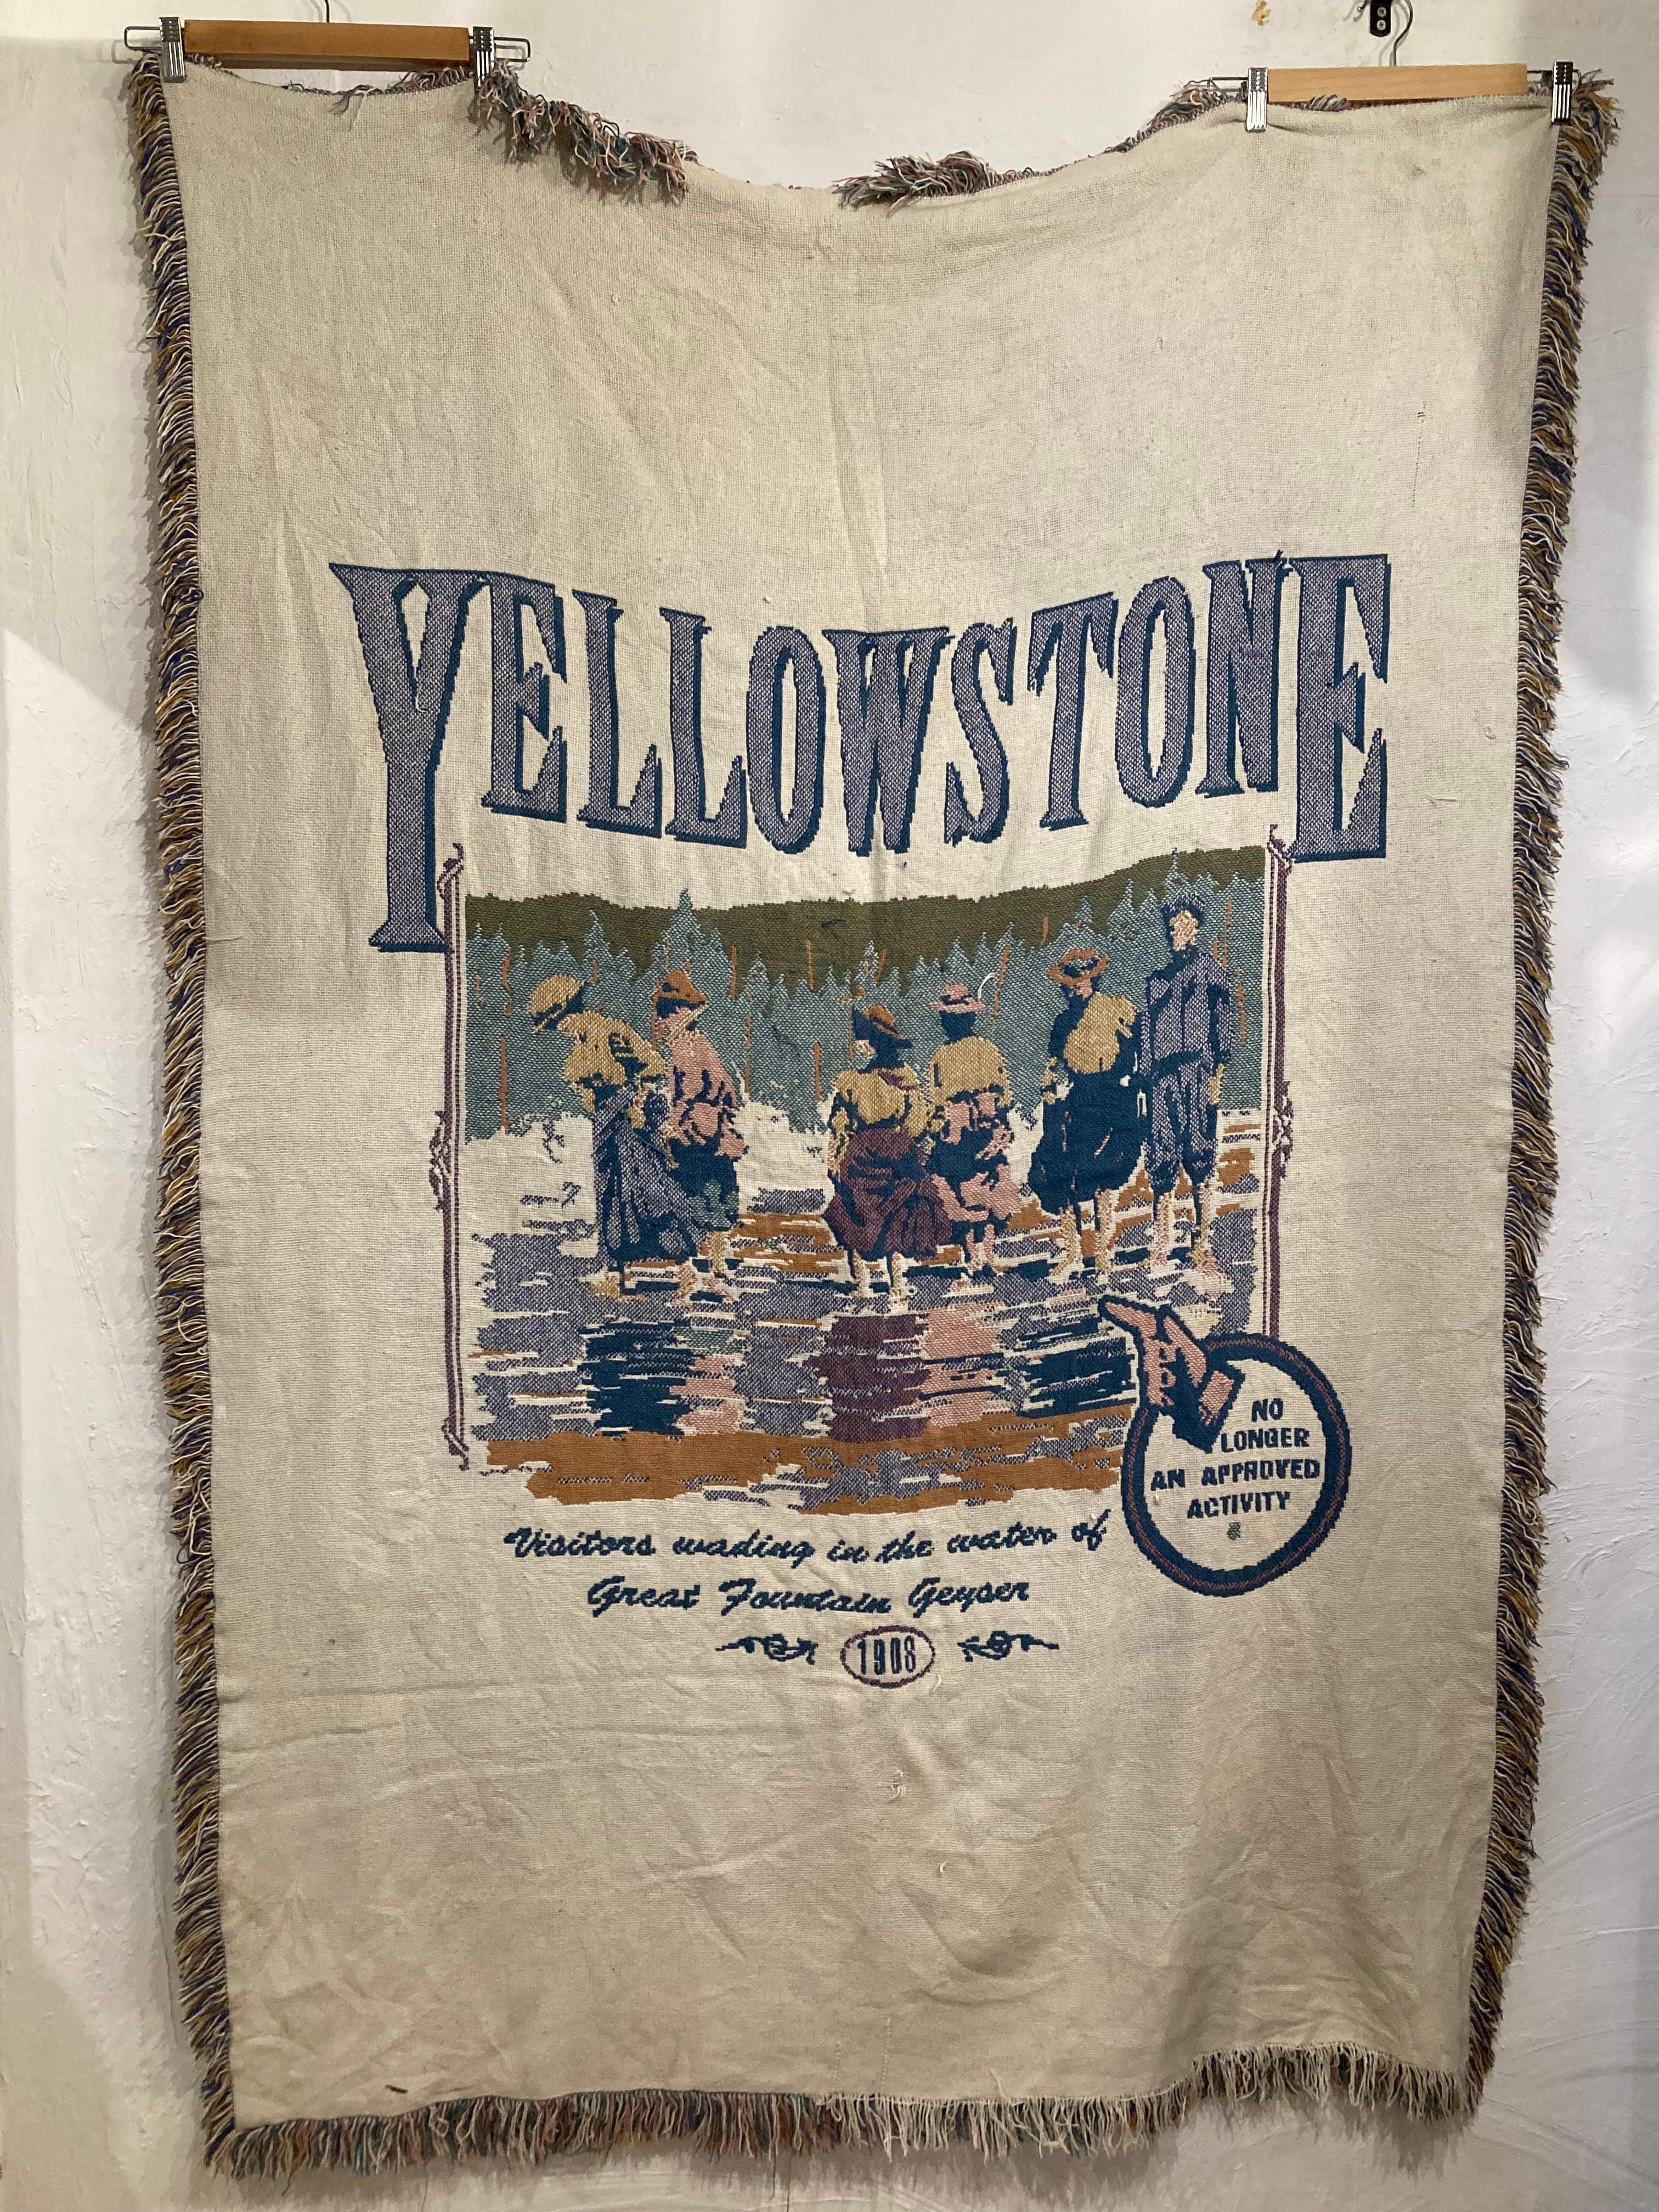 YELLOWSTONE
NO
LONGER
AN APPROVED
ACTIVITY
Visitors wading in the water of
Great Fountain Geyser
1908